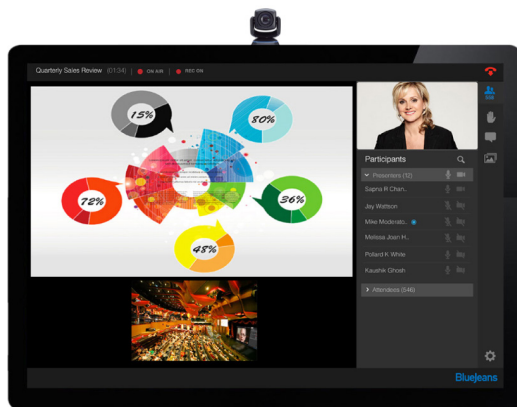 Quarterly Sales Review (01:34) ON AIR REC ON
15%
80%
72%
36%
48%
Participants
Presenters (12)
Sapna R Chan..
Jay Wattson
Mike Moderato..
Melissa Joan H..
Pollard K White
Kaushik Ghosh
Attendees (546)
BlueJeans